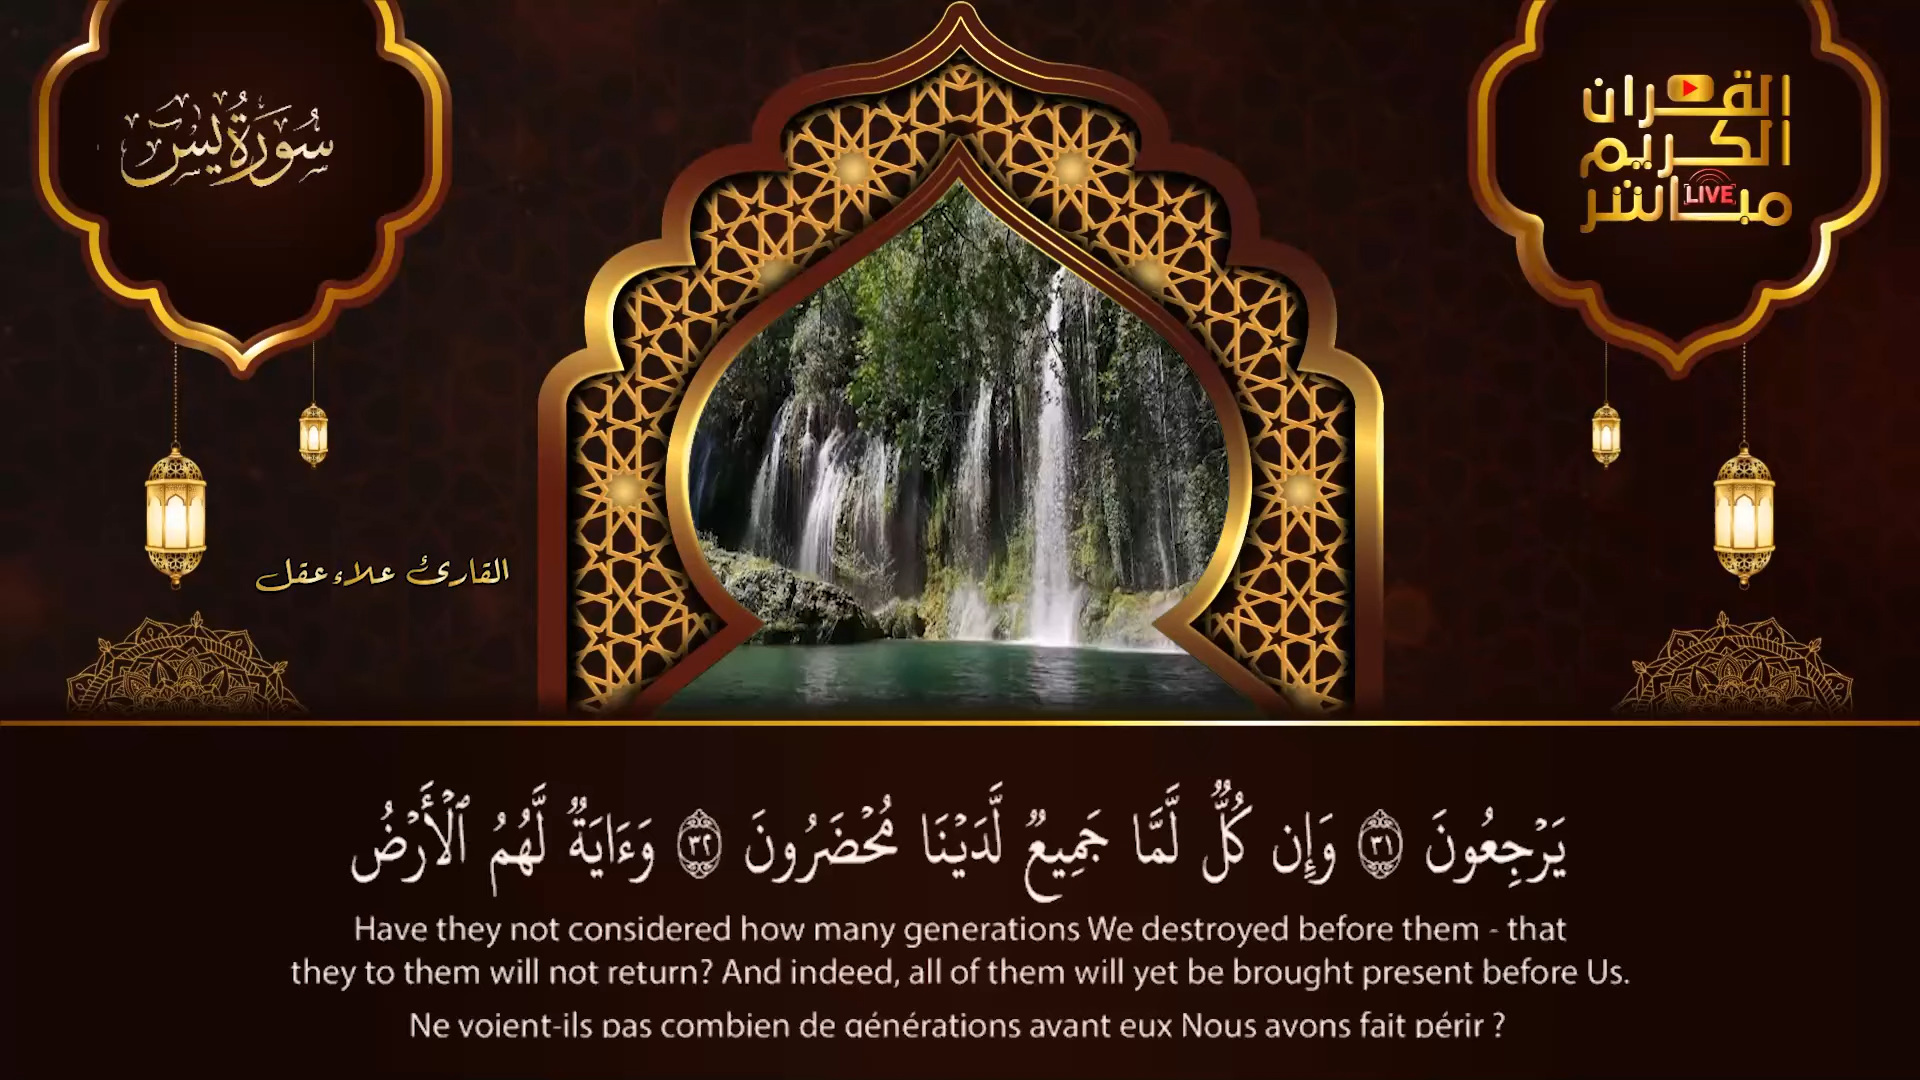 سُورَةُ يس
القرآن
الكريم
مباشر
LIVE
القارئ علاء عقل
يَرْجِعُونَ ٣١ وَإِن كُلٌّ لَّمَّا جَمِيعٌ لَّدَيْنَا مُحْضَرُونَ ٣٢ وَءَايَةٌ لَّهُمُ ٱلْأَرْضُ
Have they not considered how many generations We destroyed before them - that
they to them will not return? And indeed, all of them will yet be brought present before Us.
Ne voient-ils pas combien de générations avant eux Nous avons fait périr ?